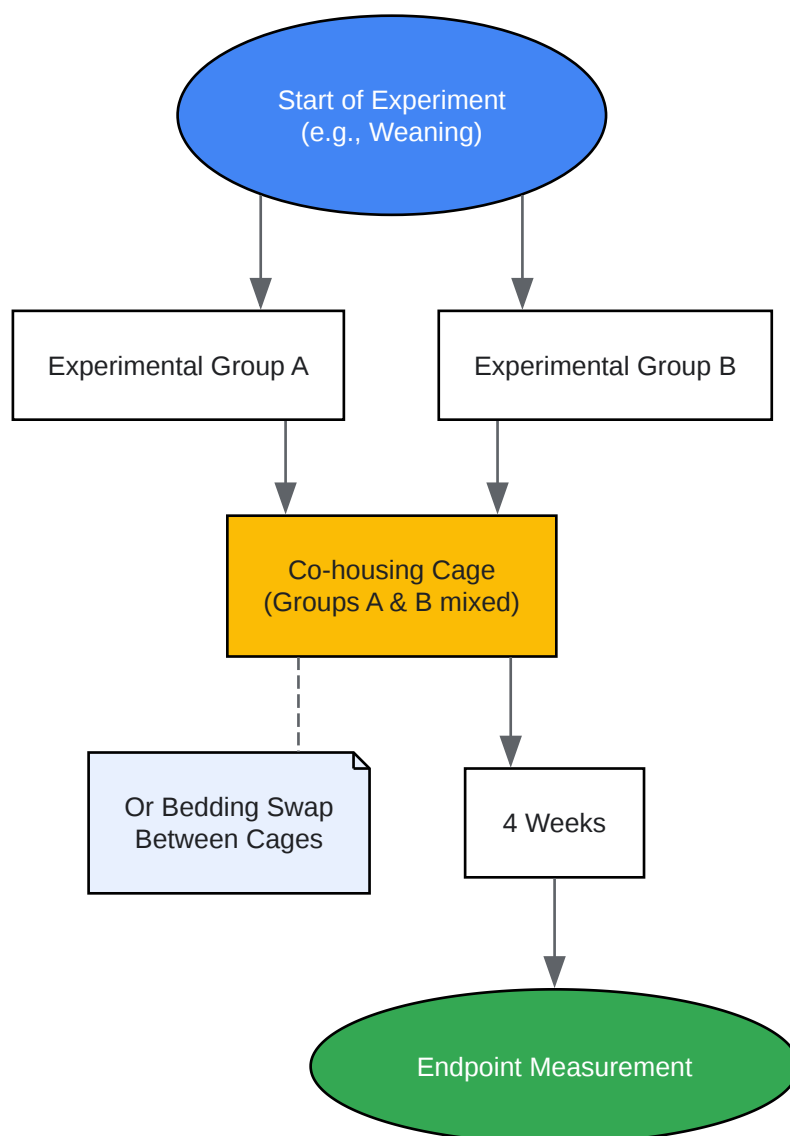 Start of Experiment
(e.g., Weaning)
Experimental Group A
Experimental Group B
Co-housing Cage
(Groups A & B mixed)
Or Bedding Swap
Between Cages
4 Weeks
Endpoint Measurement